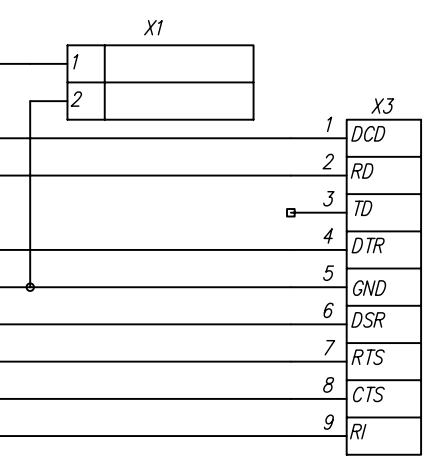 X1
1
2
X3
1 DCD
2 RD
3 TD
4 DTR
5 GND
6 DSR
7 RTS
8 CTS
9 RI